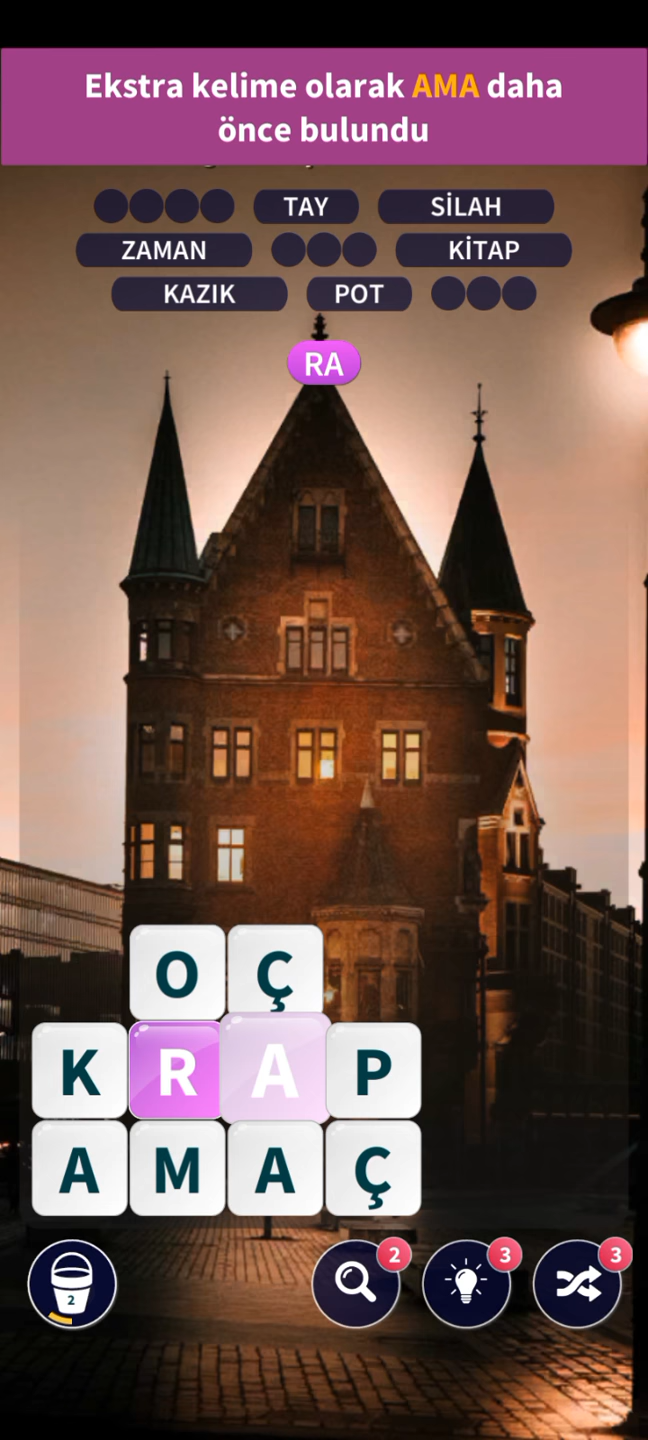 Ekstra kelime olarak AMA daha
önce bulundu
TAY
SİLAH
ZAMAN
KİTAP
KAZIK
POT
RA
O Ç
K R A P
A M A Ç
2
2
3
3